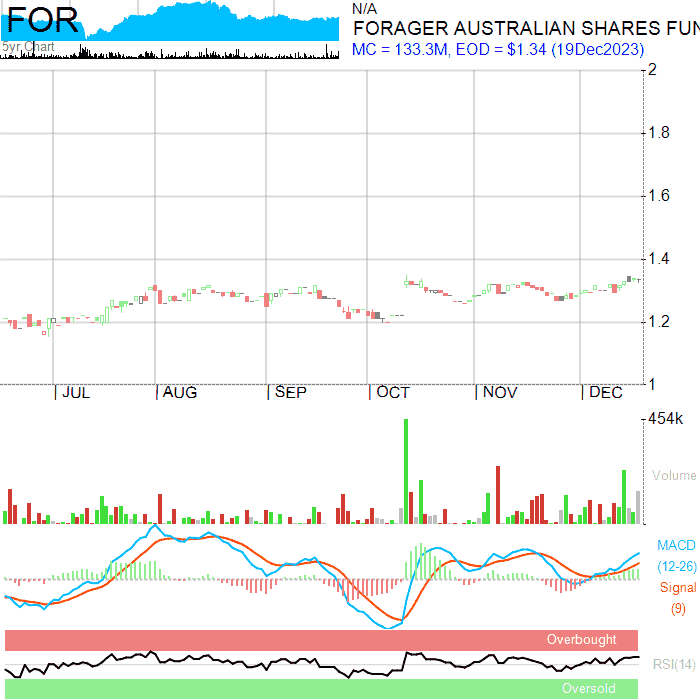 FOR
5yr Chart
N/A
FORAGER AUSTRALIAN SHARES FUN
MC = 133.3M, EOD = $1.34 (19Dec2023)
2
1.8
1.6
1.4
1.2
1
JUL AUG SEP OCT NOV DEC
454k
Volume
MACD
(12-26)
Signal
(9)
Overbought
RSI(14)
Oversold